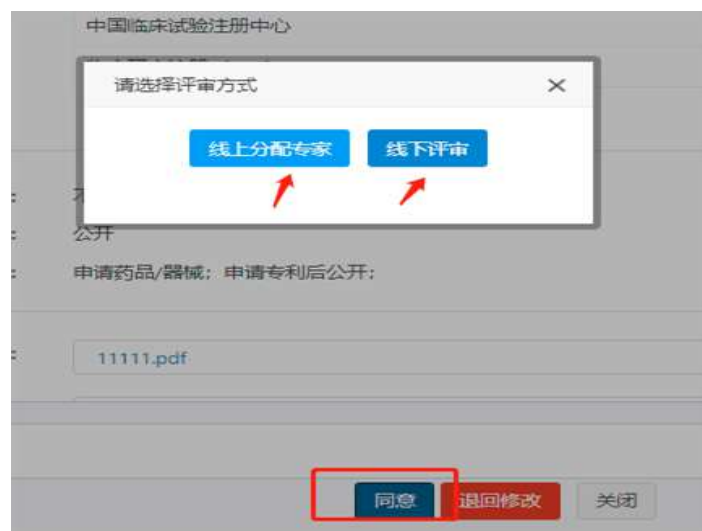 中国临床试验注册中心
请选择评审方式
线上分配专家 线下评审
公开
申请药品/器械；申请专利后公开；
11111.pdf
同意 退回修改 关闭